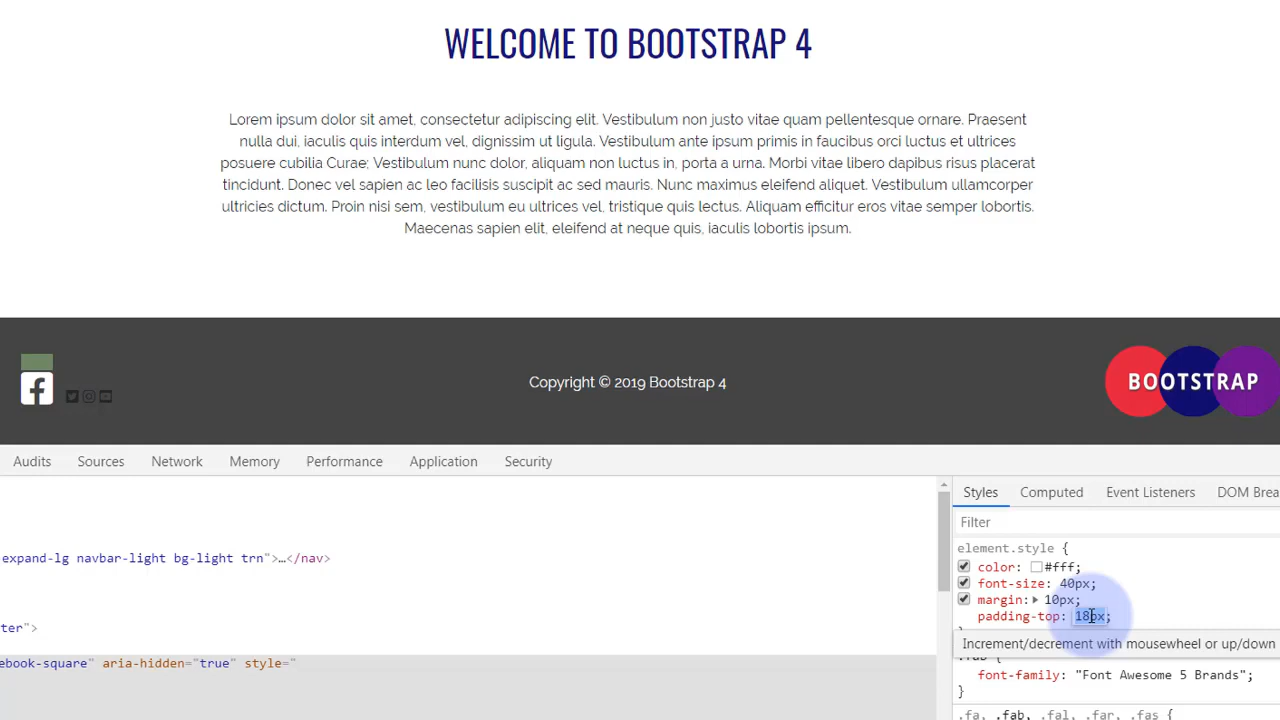 WELCOME TO BOOTSTRAP 4
Lorem ipsum dolor sit amet, consectetur adipiscing elit. Vestibulum non justo vitae quam pellentesque ornare. Praesent
nulla dui, iaculis quis interdum vel, dignissim ut ligula. Vestibulum ante ipsum primis in faucibus orci luctus et ultrices
posuere cubilia Curae; Vestibulum nunc dolor, aliquam non luctus in, porta a urna. Morbi vitae libero dapibus risus placerat
tincidunt. Donec vel sapien ac leo facilisis suscipit ac sed mauris. Nunc maximus eleifend aliquet. Vestibulum ullamcorper
ultricies dictum. Proin nisi sem, vestibulum eu ultrices vel, tristique quis lectus. Aliquam efficitur eros vitae semper lobortis.
Maecenas sapien elit, eleifend at neque quis, iaculis lobortis ipsum.
Copyright © 2019 Bootstrap 4
BOOTSTRAP
Audits Sources Network Memory Performance Application Security
expand-lg navbar-light bg-light trn">…</nav>
ter">
ebook-square" aria-hidden="true" style="
Styles Computed Event Listeners DOM Brea
Filter
element.style {
color: #fff;
font-size: 40px;
margin: 10px;
padding-top: 18px;
Increment/decrement with mousewheel or up/down
.fab {
font-family: "Font Awesome 5 Brands";
}
.fa, .fab, .fal, .far, .fas {